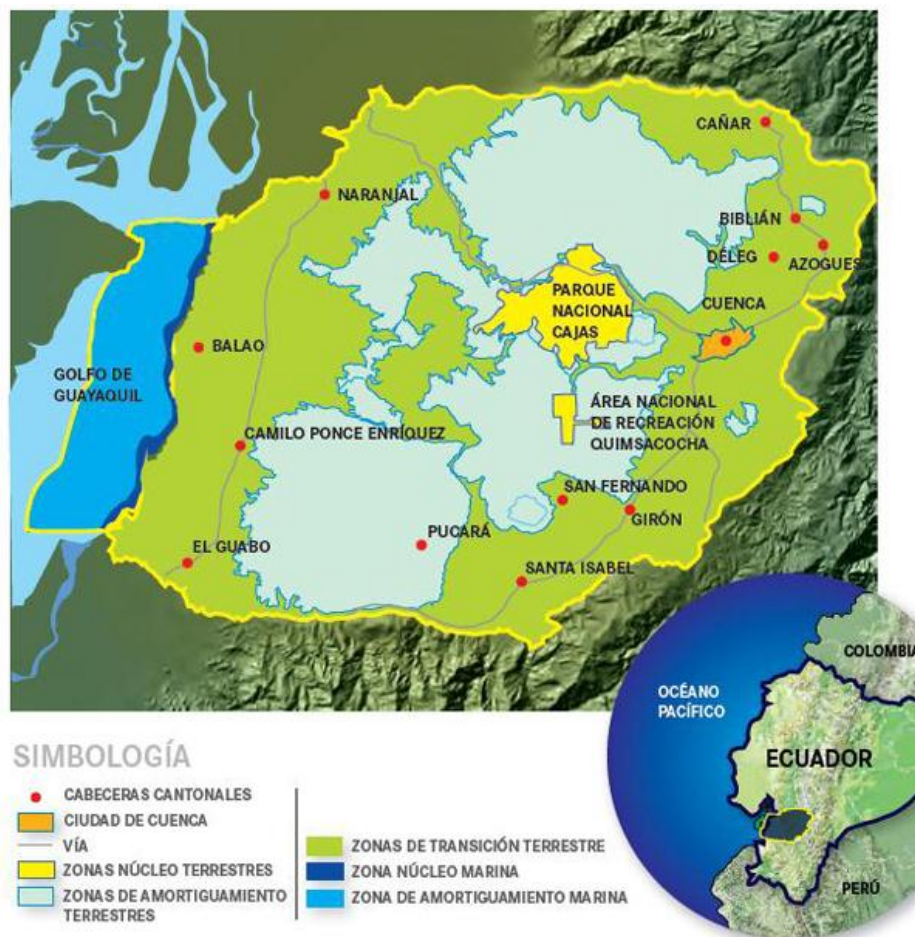 CAÑAR
NARANJAL
BIBLIÁN
DÉLEG
AZOGUES
PARQUE
NACIONAL
CAJAS
CUENCA
BALAO
GOLFO DE
GUAYAQUIL
ÁREA NACIONAL
DE RECREACIÓN
QUIMSACOCHA
CAMILO PONCE ENRÍQUEZ
SAN FERNANDO
GIRÓN
PUCARÁ
EL GUABO
SANTA ISABEL
COLOMBIA
OCÉANO
PACÍFICO
ECUADOR
PERÚ
SIMBOLOGÍA
CABECERAS CANTONALES
CIUDAD DE CUENCA
VÍA
ZONAS NÚCLEO TERRESTRES
ZONAS DE AMORTIGUAMIENTO
TERRESTRES
ZONAS DE TRANSICIÓN TERRESTRE
ZONA NÚCLEO MARINA
ZONA DE AMORTIGUAMIENTO MARINA